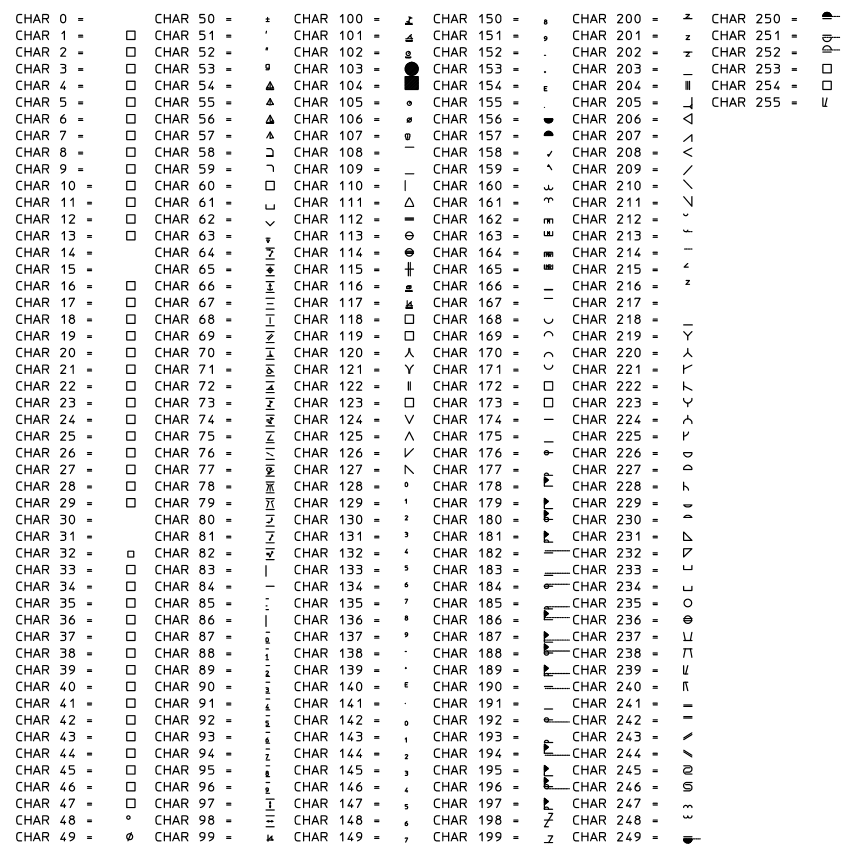 CHAR 0 = CHAR 50 = ± CHAR 100 = CHAR 150 = 8 CHAR 200 = CHAR 250 =
CHAR 1 = CHAR 51 = CHAR 101 = CHAR 151 = 9 CHAR 201 = z CHAR 251 =
CHAR 2 = CHAR 52 = CHAR 102 = CHAR 152 = CHAR 202 = CHAR 252 =
CHAR 3 = CHAR 53 = CHAR 103 = CHAR 153 = CHAR 203 = CHAR 253 =
CHAR 4 = CHAR 54 = CHAR 104 = CHAR 154 = E CHAR 204 = CHAR 254 =
CHAR 5 = CHAR 55 = CHAR 105 = CHAR 155 = CHAR 205 = CHAR 255 =
CHAR 6 = CHAR 56 = CHAR 106 = CHAR 156 = CHAR 206 =
CHAR 7 = CHAR 57 = CHAR 107 = CHAR 157 = CHAR 207 =
CHAR 8 = CHAR 58 = CHAR 108 = CHAR 158 = CHAR 208 = <
CHAR 9 = CHAR 59 = CHAR 109 = CHAR 159 = CHAR 209 = /
CHAR 10 = CHAR 60 = CHAR 110 = CHAR 160 = CHAR 210 = \
CHAR 11 = CHAR 61 = CHAR 111 = CHAR 161 = CHAR 211 =
CHAR 12 = CHAR 62 = CHAR 112 = CHAR 162 = CHAR 212 =
CHAR 13 = CHAR 63 = CHAR 113 = CHAR 163 = CHAR 213 =
CHAR 14 = CHAR 64 = CHAR 114 = CHAR 164 = CHAR 214 =
CHAR 15 = CHAR 65 = CHAR 115 = CHAR 165 = CHAR 215 =
CHAR 16 = CHAR 66 = CHAR 116 = CHAR 166 = CHAR 216 = z
CHAR 17 = CHAR 67 = CHAR 117 = CHAR 167 = CHAR 217 =
CHAR 18 = CHAR 68 = CHAR 118 = CHAR 168 = CHAR 218 =
CHAR 19 = CHAR 69 = CHAR 119 = CHAR 169 = CHAR 219 = Y
CHAR 20 = CHAR 70 = CHAR 120 = CHAR 170 = CHAR 220 =
CHAR 21 = CHAR 71 = CHAR 121 = CHAR 171 = CHAR 221 =
CHAR 22 = CHAR 72 = CHAR 122 = CHAR 172 = CHAR 222 =
CHAR 23 = CHAR 73 = CHAR 123 = CHAR 173 = CHAR 223 =
CHAR 24 = CHAR 74 = CHAR 124 = CHAR 174 = CHAR 224 =
CHAR 25 = CHAR 75 = CHAR 125 = CHAR 175 = CHAR 225 =
CHAR 26 = CHAR 76 = CHAR 126 = CHAR 176 = CHAR 226 =
CHAR 27 = CHAR 77 = CHAR 127 = CHAR 177 = CHAR 227 =
CHAR 28 = CHAR 78 = CHAR 128 = 0 CHAR 178 = CHAR 228 =
CHAR 29 = CHAR 79 = CHAR 129 = 1 CHAR 179 = CHAR 229 =
CHAR 30 = CHAR 80 = CHAR 130 = 2 CHAR 180 = CHAR 230 =
CHAR 31 = CHAR 81 = CHAR 131 = 3 CHAR 181 = CHAR 231 =
CHAR 32 = CHAR 82 = CHAR 132 = 4 CHAR 182 = CHAR 232 =
CHAR 33 = CHAR 83 = CHAR 133 = 5 CHAR 183 = CHAR 233 =
CHAR 34 = CHAR 84 = CHAR 134 = 6 CHAR 184 = CHAR 234 =
CHAR 35 = CHAR 85 = CHAR 135 = 7 CHAR 185 = CHAR 235 =
CHAR 36 = CHAR 86 = CHAR 136 = 8 CHAR 186 = CHAR 236 =
CHAR 37 = CHAR 87 = CHAR 137 = 9 CHAR 187 = CHAR 237 =
CHAR 38 = CHAR 88 = CHAR 138 = CHAR 188 = CHAR 238 =
CHAR 39 = CHAR 89 = CHAR 139 = CHAR 189 = CHAR 239 =
CHAR 40 = CHAR 90 = CHAR 140 = E CHAR 190 = CHAR 240 =
CHAR 41 = CHAR 91 = CHAR 141 = CHAR 191 = CHAR 241 =
CHAR 42 = CHAR 92 = CHAR 142 = 0 CHAR 192 = CHAR 242 =
CHAR 43 = CHAR 93 = CHAR 143 = 1 CHAR 193 = CHAR 243 =
CHAR 44 = CHAR 94 = CHAR 144 = 2 CHAR 194 = CHAR 244 =
CHAR 45 = CHAR 95 = CHAR 145 = 3 CHAR 195 = CHAR 245 =
CHAR 46 = CHAR 96 = CHAR 146 = 4 CHAR 196 = CHAR 246 =
CHAR 47 = CHAR 97 = CHAR 147 = 5 CHAR 197 = CHAR 247 =
CHAR 48 = ° CHAR 98 = CHAR 148 = 6 CHAR 198 = CHAR 248 =
CHAR 49 = Ø CHAR 99 = CHAR 149 = 7 CHAR 199 = CHAR 249 =